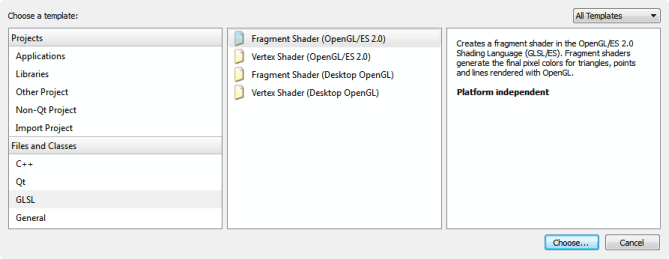 Choose a template:
All Templates
Projects
Applications
Libraries
Other Project
Non-Qt Project
Import Project
Files and Classes
C++
Qt
GLSL
General
Fragment Shader (OpenGL/ES 2.0)
Vertex Shader (OpenGL/ES 2.0)
Fragment Shader (Desktop OpenGL)
Vertex Shader (Desktop OpenGL)
Creates a fragment shader in the OpenGL/ES 2.0
Shading Language (GLSL/ES). Fragment shaders
generate the final pixel colors for triangles, points
and lines rendered with OpenGL.
Platform independent
Choose...
Cancel